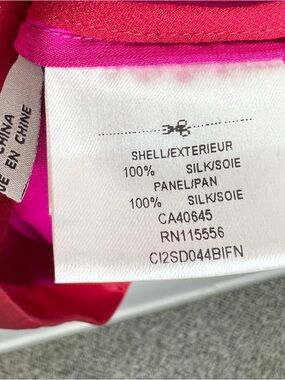 SHELL/EXTERIEUR
100% SILK/SOIE
PANEL/PAN
100% SILK/SOIE
CA40645
RN115556
CI2SD044BIFN
CHINA
EN CHINE